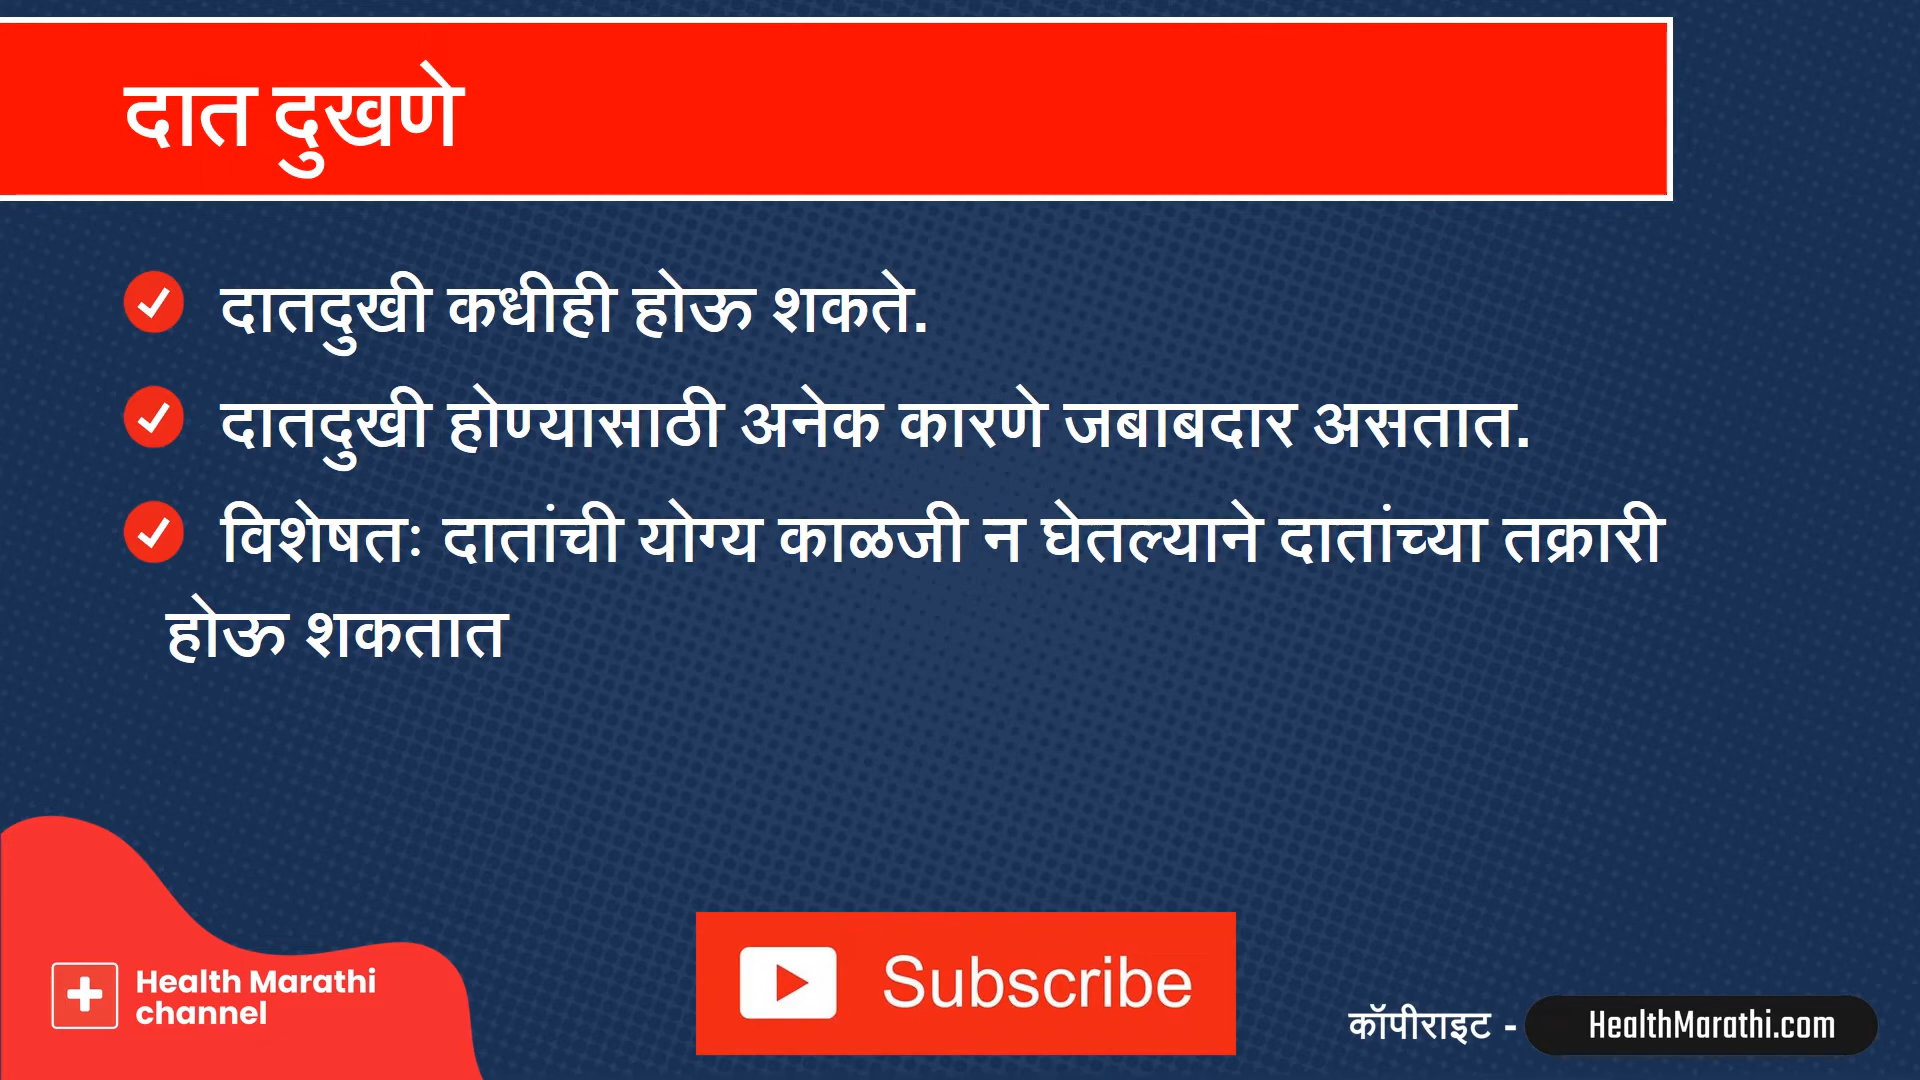 दात दुखणे
दातदुखी कधीही होऊ शकते.
दातदुखी होण्यासाठी अनेक कारणे जबाबदार असतात.
विशेषतः दातांची योग्य काळजी न घेतल्याने दातांच्या तक्रारी
होऊ शकतात
Health Marathi
channel
Subscribe
कॉपीराइट - HealthMarathi.com